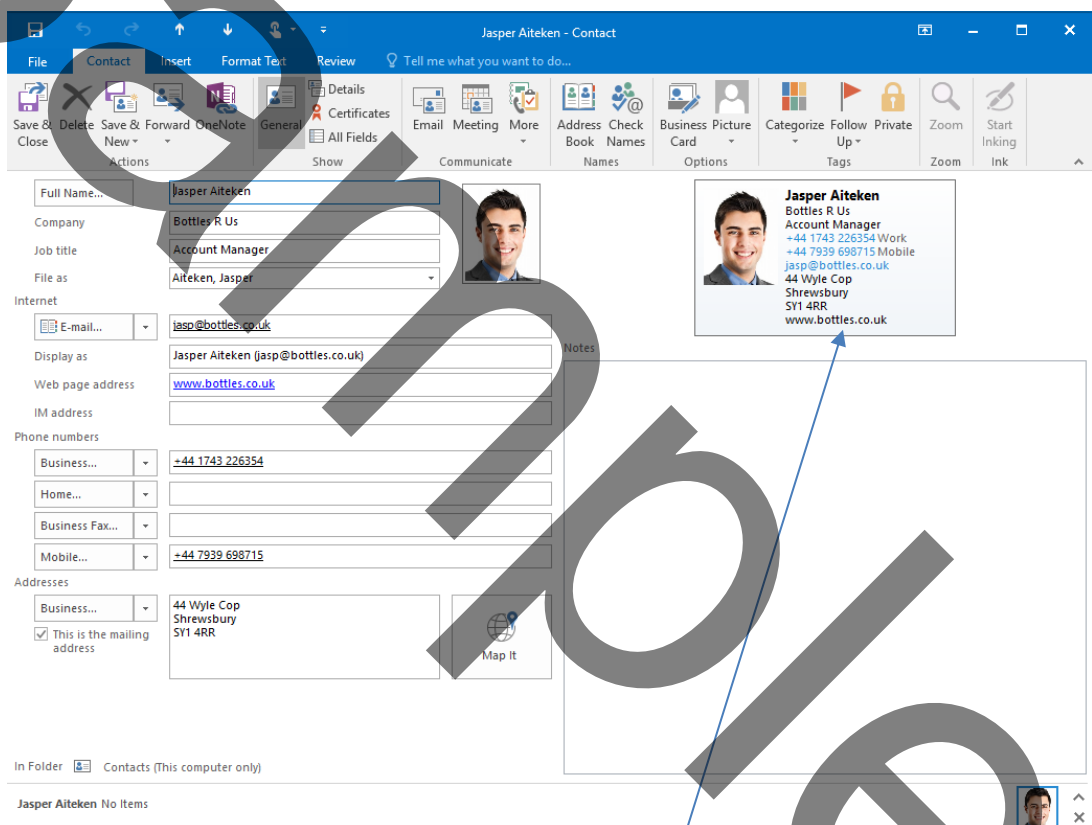 Jasper Aiteken - Contact
File Contact Insert Format Text Review Tell me what you want to do...
Save & Close Delete Save & New Forward OneNote
Actions
General Details Certificates All Fields
Show
Email Meeting More
Communicate
Address Book Check Names
Names
Business Card Picture
Options
Categorize Follow Up Private
Tags
Zoom
Zoom
Start Inking
Ink
Full Name... Jasper Aiteken
Company Bottles R Us
Job title Account Manager
File as Aiteken, Jasper
Internet
E-mail... jasp@bottles.co.uk
Display as Jasper Aiteken (jasp@bottles.co.uk)
Web page address www.bottles.co.uk
IM address
Phone numbers
Business... +44 1743 226354
Home...
Business Fax...
Mobile... +44 7939 698715
Addresses
Business... 44 Wyle Cop
Shrewsbury
SY1 4RR
This is the mailing
address
Map It
Jasper Aiteken
Bottles R Us
Account Manager
+44 1743 226354 Work
+44 7939 698715 Mobile
jasp@bottles.co.uk
44 Wyle Cop
Shrewsbury
SY1 4RR
www.bottles.co.uk
Notes
In Folder Contacts (This computer only)
Jasper Aiteken No Items
Sample